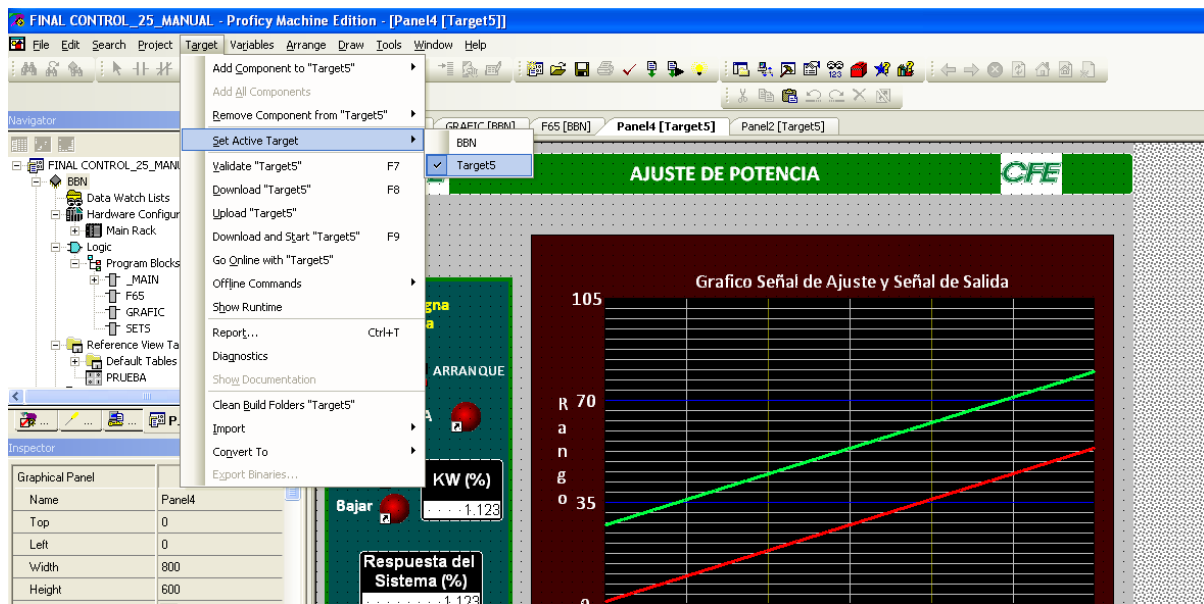 FINAL CONTROL_25_MANUAL - Proficy Machine Edition - [Panel4 [Target5]]
File Edit Search Project Target Variables Arrange Draw Tools Window Help
Add Component to "Target5"
Add All Components
Remove Component from "Target5"
Set Active Target
Validate "Target5" F7
Download "Target5" F8
Upload "Target5"
Download and Start "Target5" F9
Go Online with "Target5"
Offline Commands
Show Runtime
Report... Ctrl+T
Diagnostics
Show Documentation
Clean Build Folders "Target5"
Import
Convert To
Export Binaries...
BBN
Target5
Navigator
FINAL CONTROL_25_MANU
BBN
Data Watch Lists
Hardware Configur
Main Rack
Logic
Program Blocks
_MAIN
F65
GRAFIC
SETS
Reference View Ta
Default Tables
PRUEBA
P..
Inspector
Graphical Panel
Name Panel4
Top 0
Left 0
Width 800
Height 600
GRAFIC [BBN] F65 [BBN] Panel4 [Target5] Panel2 [Target5]
AJUSTE DE POTENCIA
CFE
gna
a
ARRANQUE
A
KW (%)
Bajar
1.123
Respuesta del
Sistema (%)
1.123
Grafico Señal de Ajuste y Señal de Salida
105
70
35
0
Rango